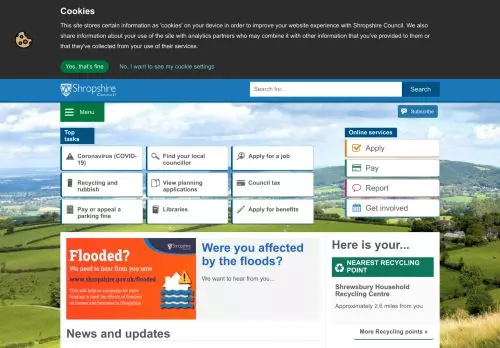 Cookies
This site stores certain information as 'cookies' on your device in order to improve your website experience with Shropshire Council. We also
share information about your use of the site with analytics partners who may combine it with other information that you've provided to them or
that they've collected from your use of their services.
Yes, that's fine
No, I want to see my cookie settings
Shropshire
Council
Search for...
Search
Menu
Subscribe
Top
tasks
Coronavirus (COVID-
19)
Find your local
councillor
Apply for a job
Recycling and
rubbish
View planning
applications
Council tax
Pay or appeal a
parking fine
Libraries
Apply for benefits
Online services
Apply
Pay
Report
Get involved
Flooded?
We need to hear from you now
www.shropshire.gov.uk/flooded
Shropshire
Council
Were you affected
by the floods?
We want to hear from you...
Here is your...
NEAREST RECYCLING
POINT
Shrewsbury Household
Recycling Centre
Approximately 2.6 miles from you
More Recycling points »
News and updates